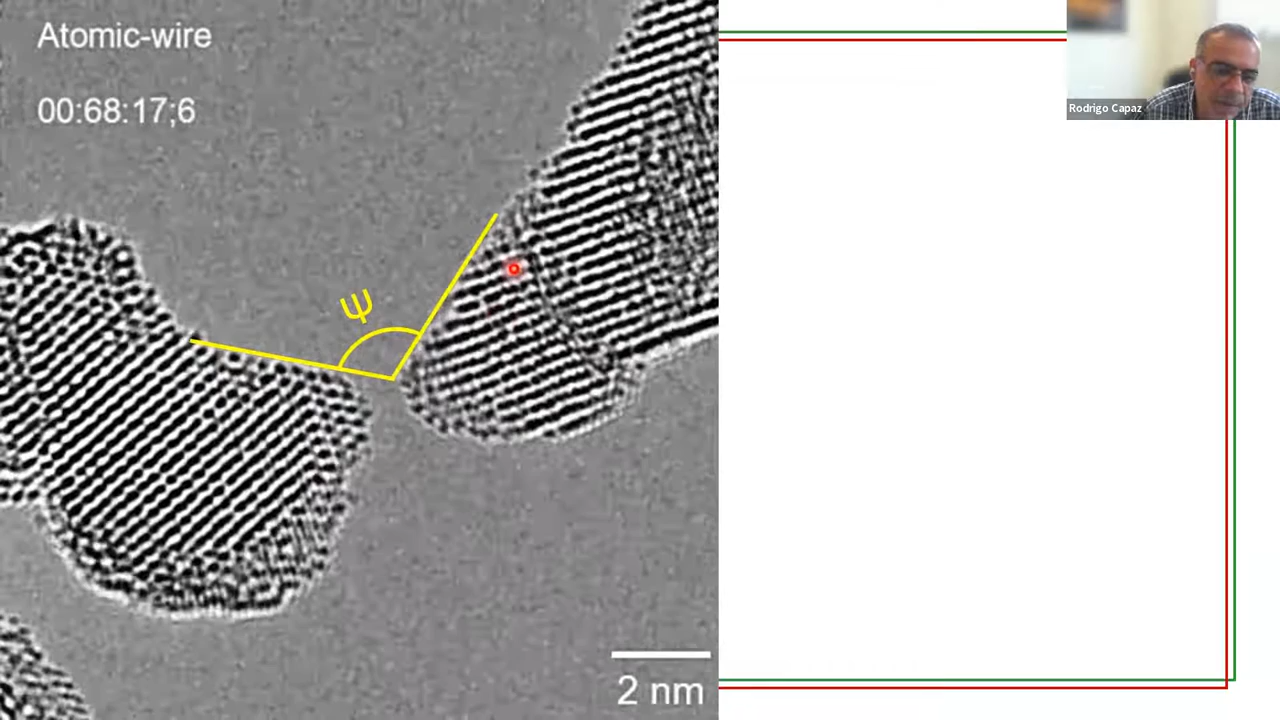 Atomic-wire
00:68:17;6
Rodrigo Capaz
ψ
2 nm